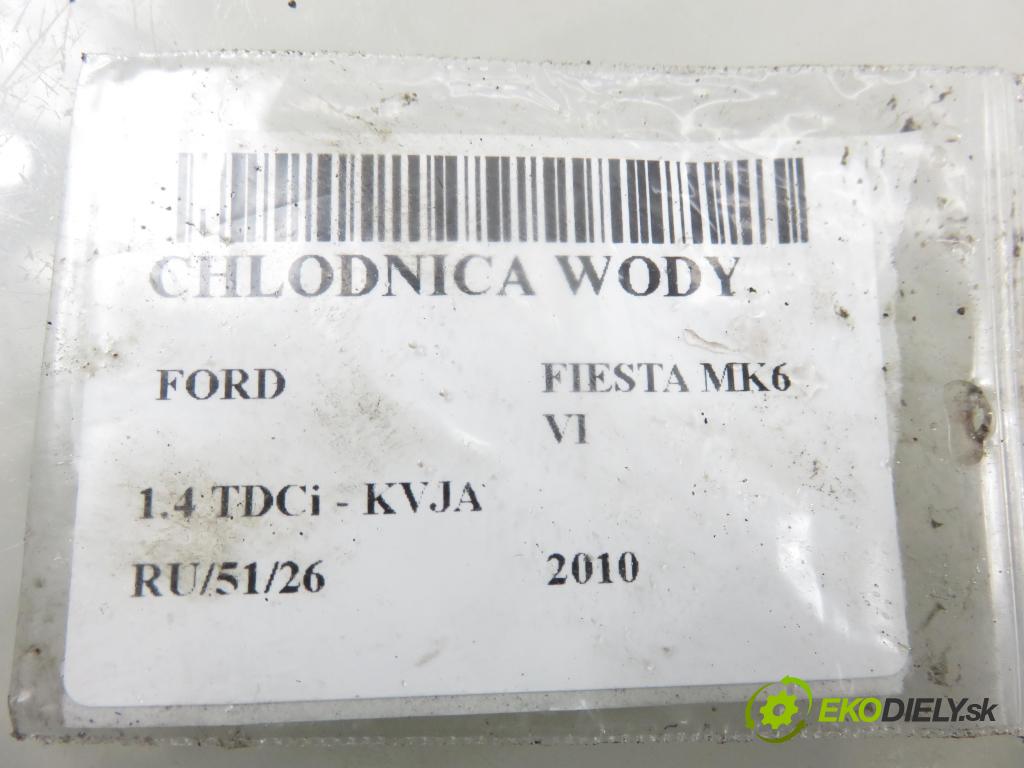 CHLODNICA WODY
FORD FIESTA MK6
VI
1.4 TDCi - KVJA
RU/51/26 2010
EKODIELY.sk